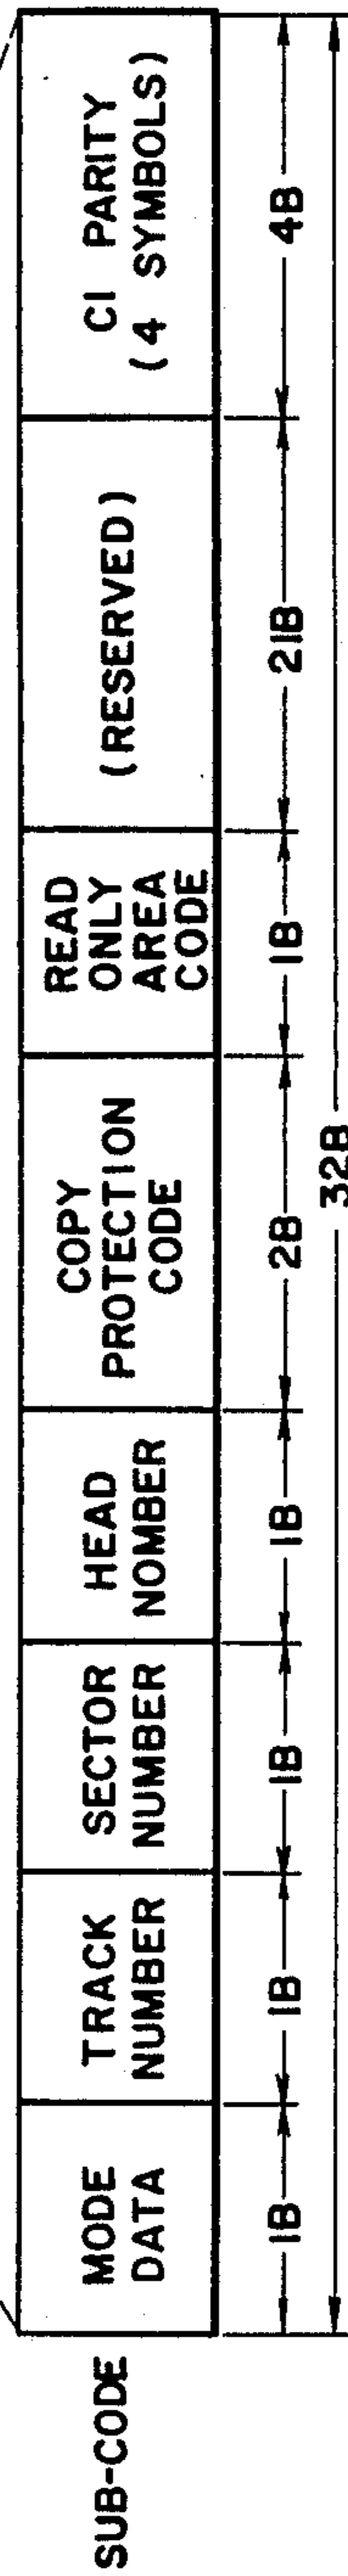 SUB-CODE
MODE
DATA
TRACK
NUMBER
SECTOR
NUMBER
HEAD
NOMBER
COPY
PROTECTION
CODE
READ
ONLY
AREA
CODE
(RESERVED)
CI PARITY
(4 SYMBOLS)
1B
1B
1B
1B
2B
1B
21B
4B
32B